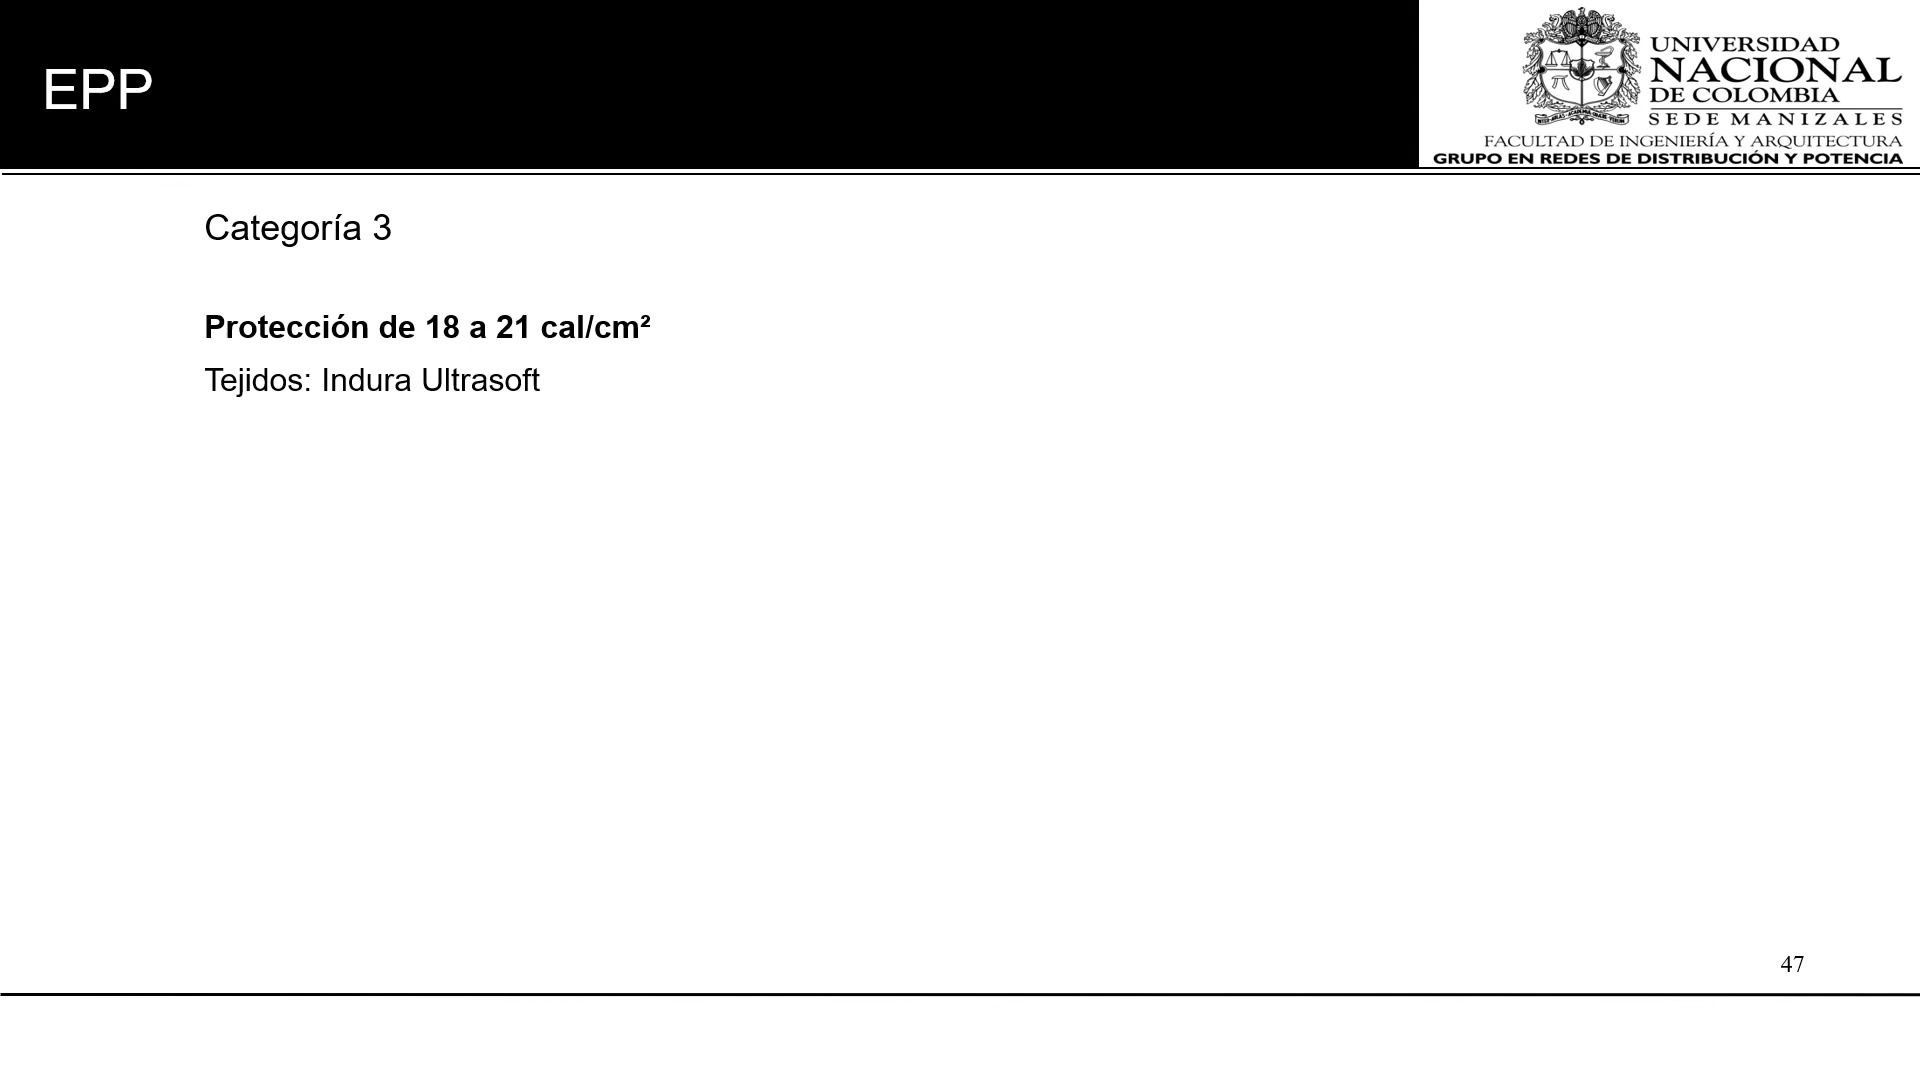 EPP
UNIVERSIDAD
NACIONAL
DE COLOMBIA
SEDE MANIZALES
FACULTAD DE INGENIERÍA Y ARQUITECTURA
GRUPO EN REDES DE DISTRIBUCIÓN Y POTENCIA
Categoría 3
Protección de 18 a 21 cal/cm²
Tejidos: Indura Ultrasoft
47